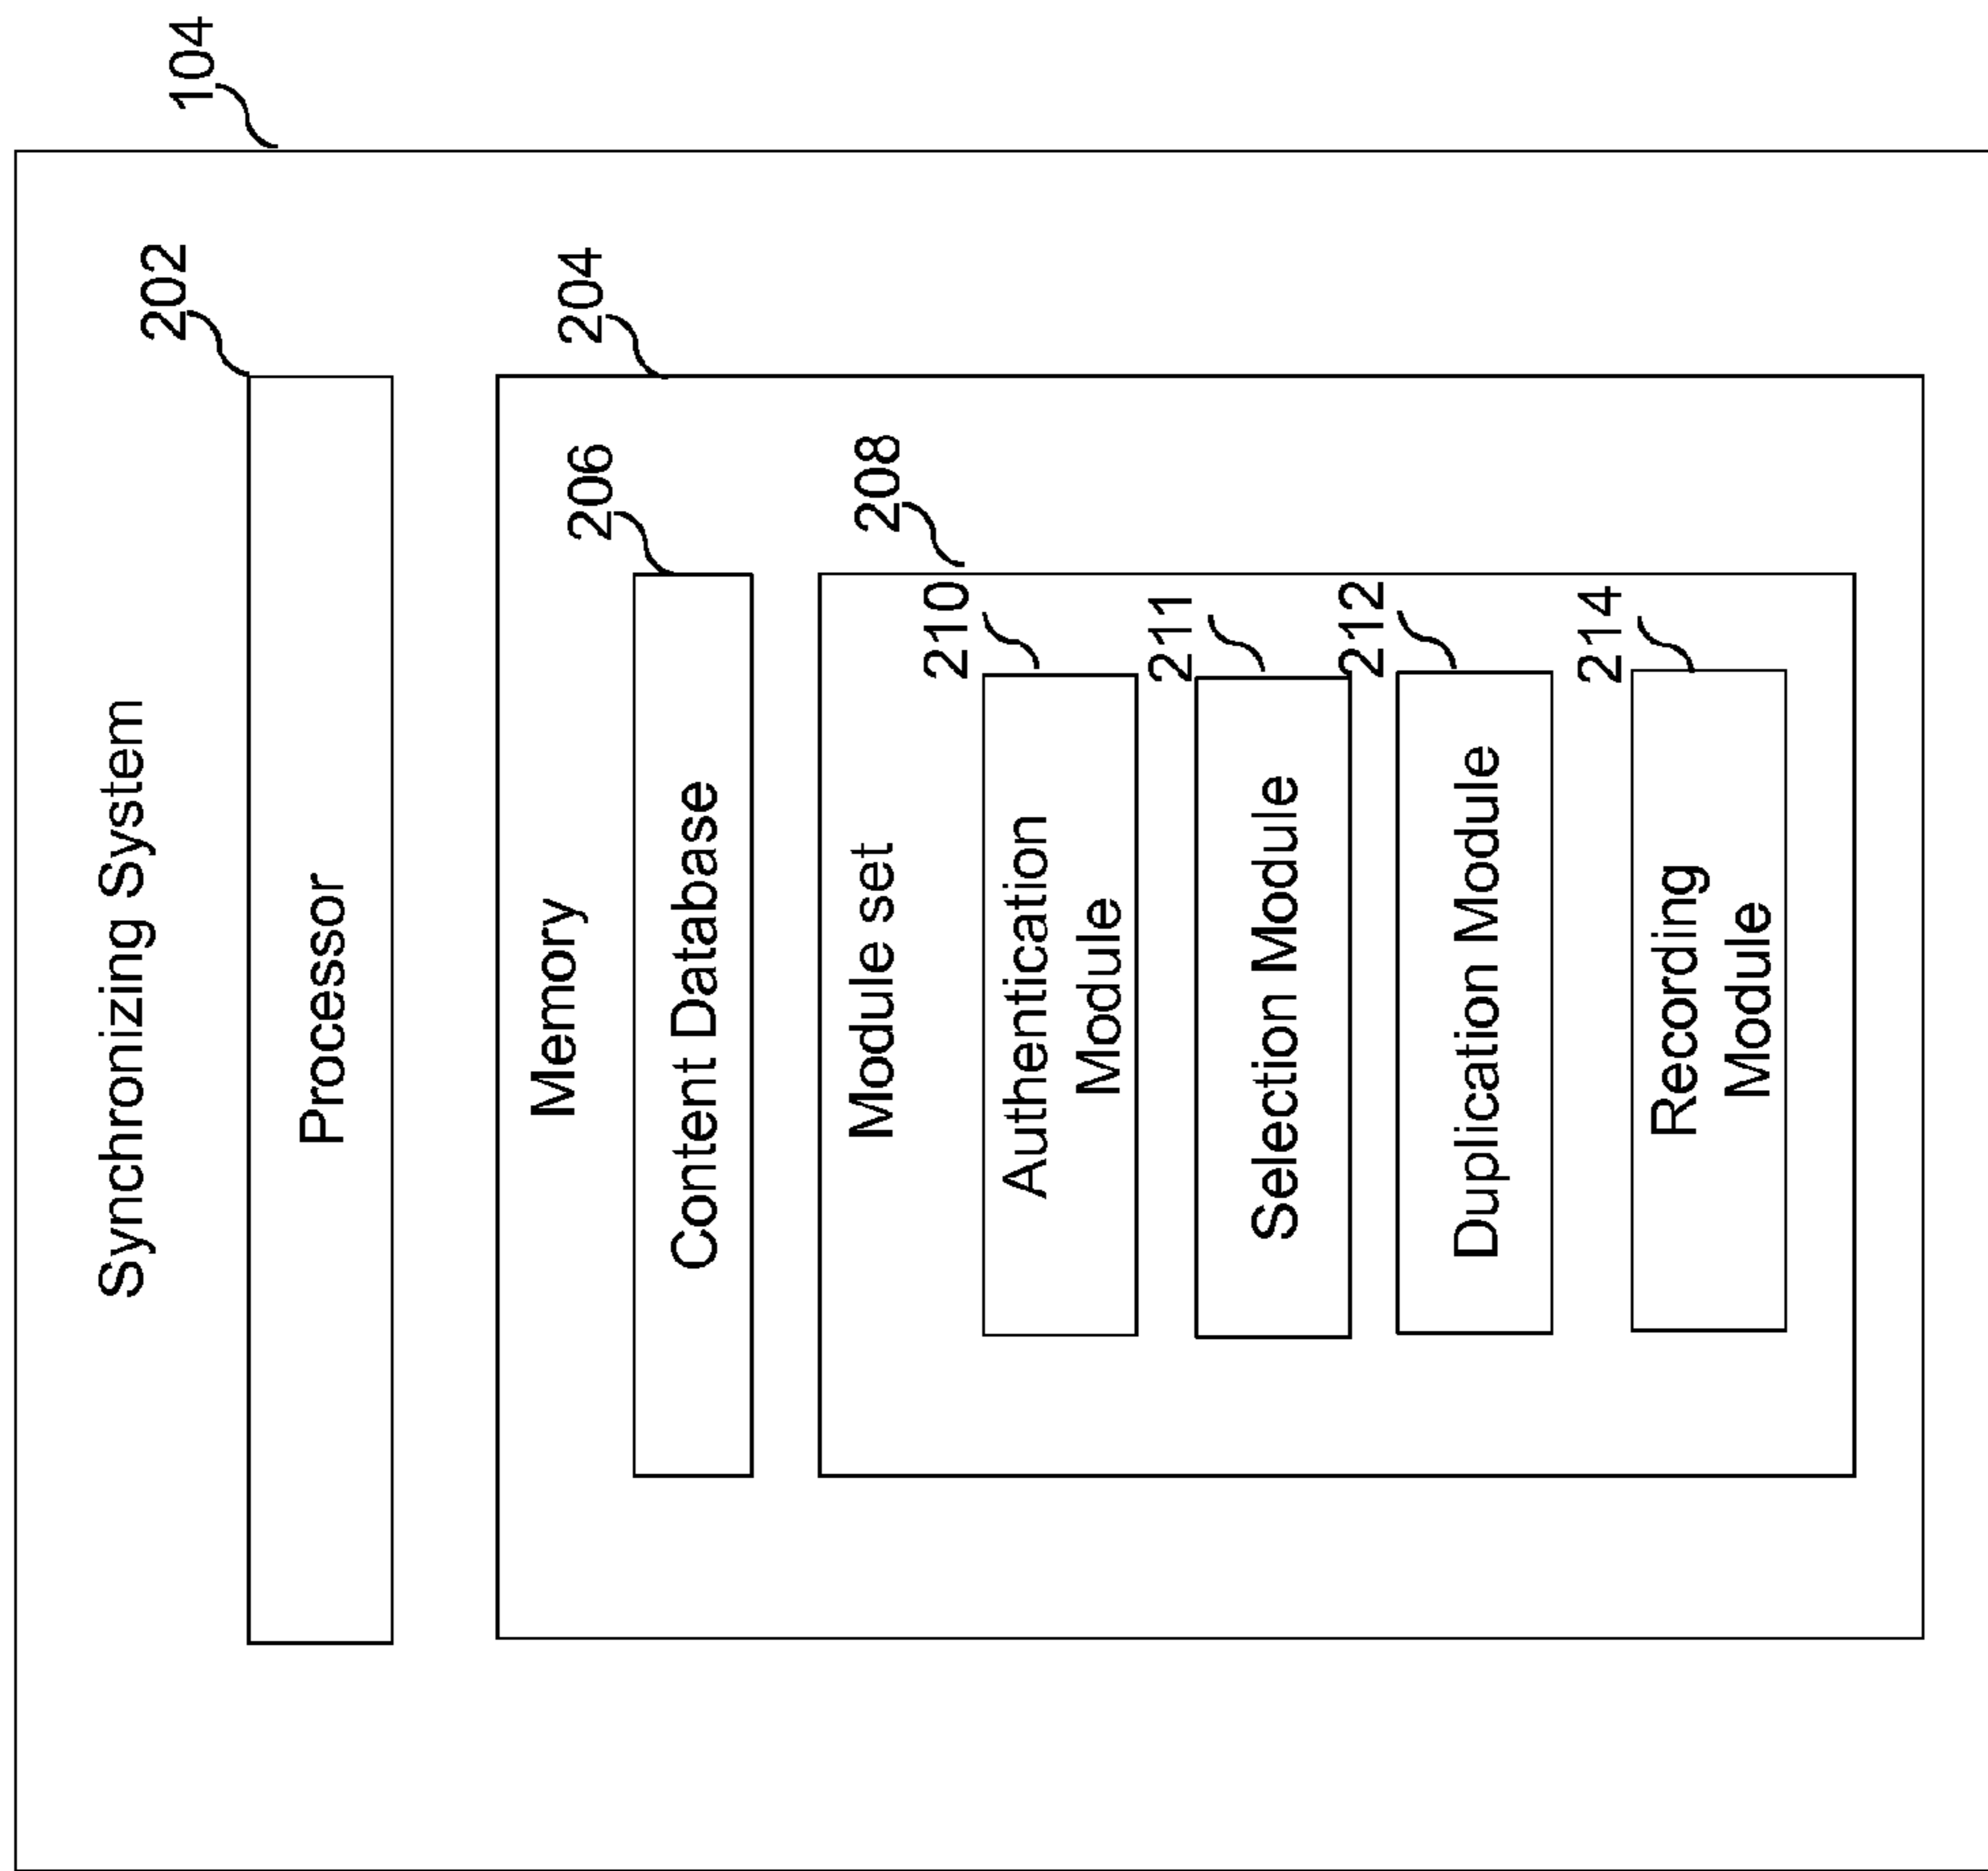 104
Synchronizing System
202
Processor
204
Memory
206
Content Database
208
Module set
210
Authentication
Module
211
Selection Module
212
Duplication Module
214
Recording
Module